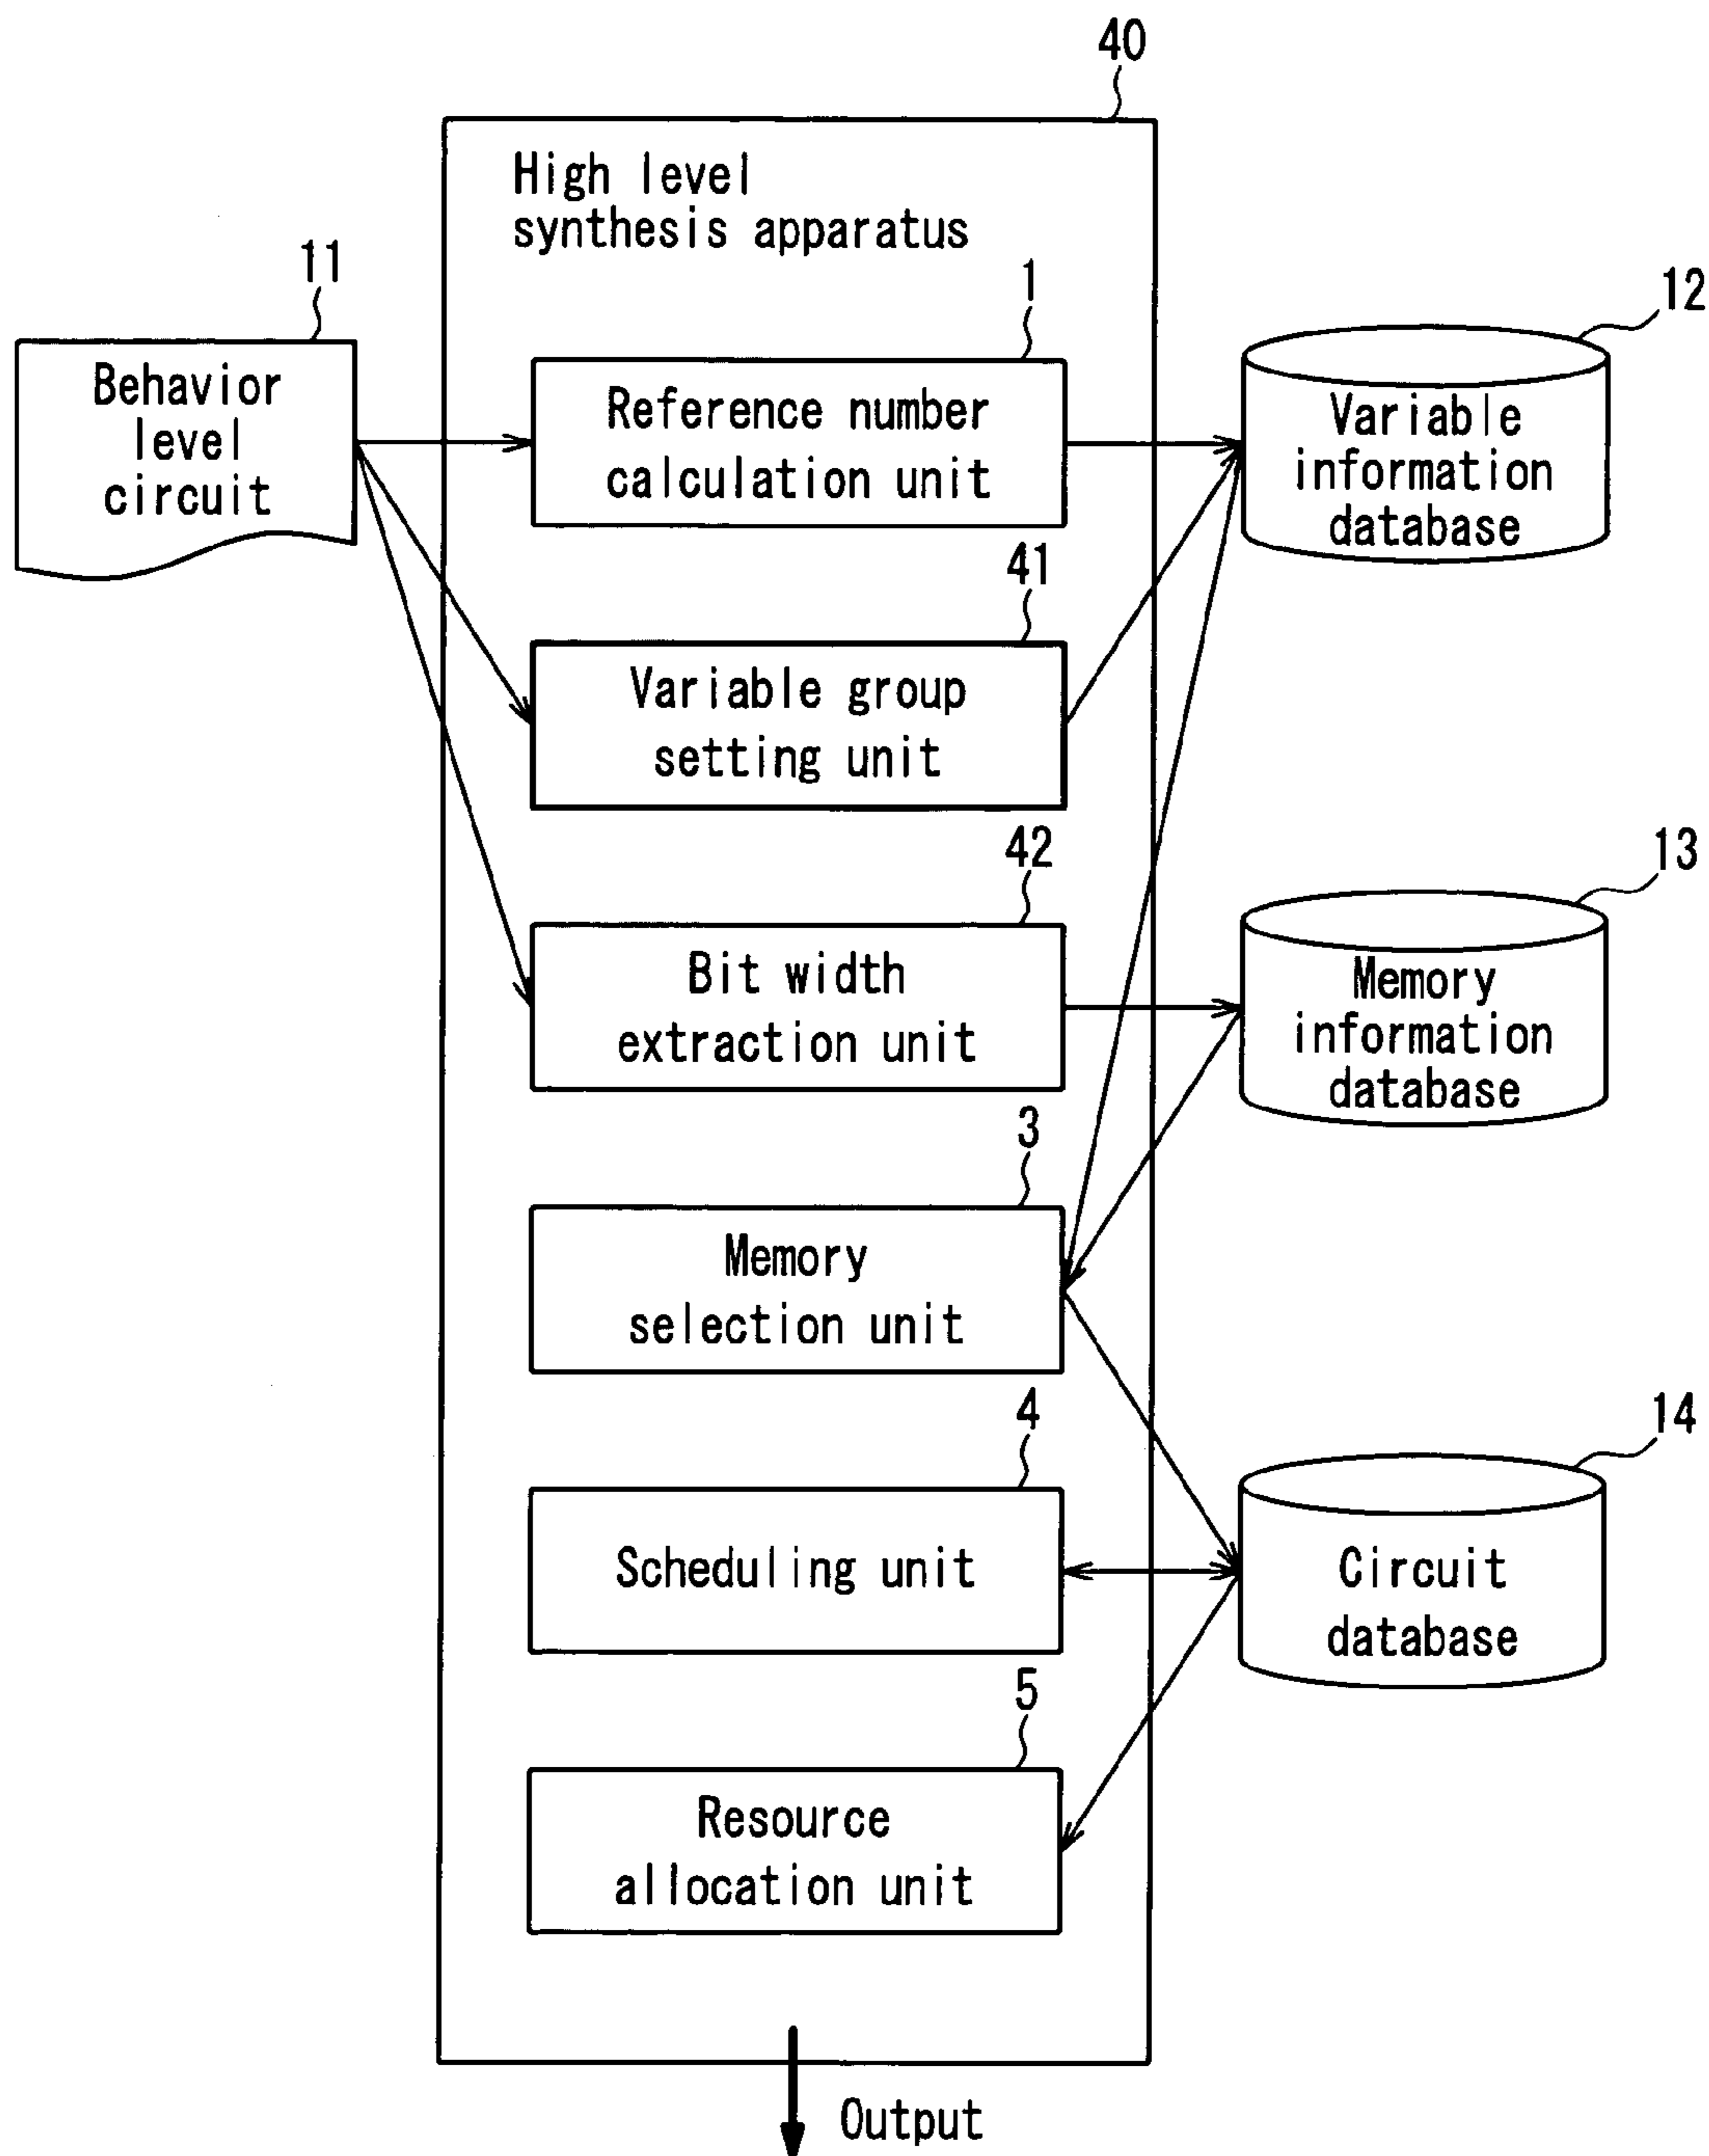 40
High level
synthesis apparatus
11
Behavior
level
circuit
1
Reference number
calculation unit
12
Variable
information
database
41
Variable group
setting unit
42
Bit width
extraction unit
13
Memory
information
database
3
Memory
selection unit
4
Scheduling unit
14
Circuit
database
5
Resource
allocation unit
Output